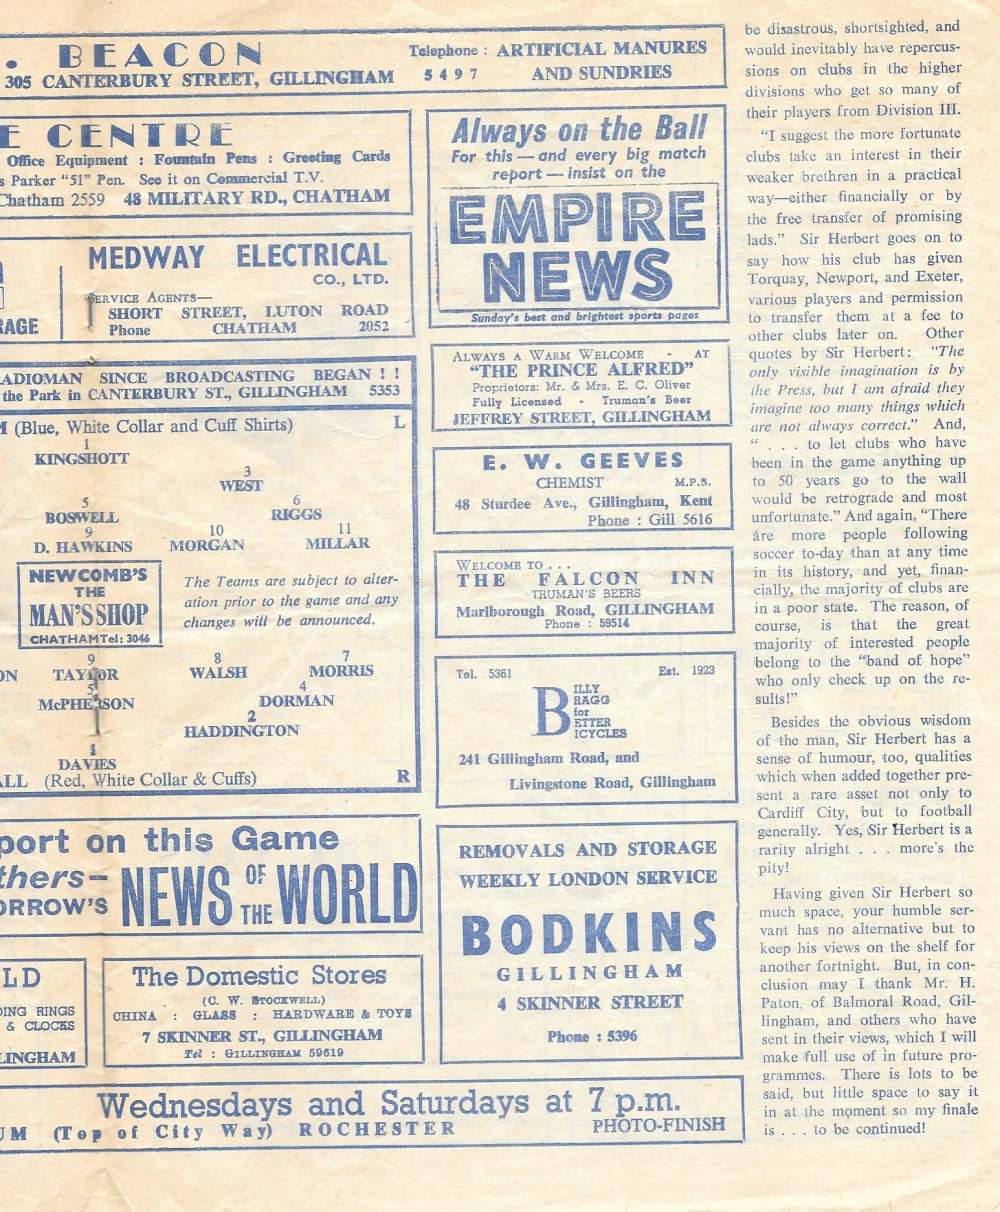 . BEACON
305 CANTERBURY STREET, GILLINGHAM
Telephone : ARTIFICIAL MANURES
5 4 9 7 AND SUNDRIES
E CENTRE
Office Equipment : Fountain Pens : Greeting Cards
s Parker "51" Pen. See it on Commercial T.V.
Chatham 2559 48 MILITARY RD., CHATHAM
RAGE
MEDWAY ELECTRICAL
CO., LTD.
SERVICE AGENTS—
SHORT STREET, LUTON ROAD
Phone CHATHAM 2052
ADIOMAN SINCE BROADCASTING BEGAN ! !
the Park in CANTERBURY ST., GILLINGHAM 5353
M (Blue, White Collar and Cuff Shirts) L
1
KINGSHOTT
3
WEST
5 6
BOSWELL RIGGS
9 10 11
D. HAWKINS MORGAN MILLAR
NEWCOMB'S
THE
MAN'S SHOP
CHATHAM Tel: 3046
The Teams are subject to alter-
ation prior to the game and any
changes will be announced.
9 8 7
ON TAYLOR WALSH MORRIS
5 4
McPHERSON DORMAN
2
HADDINGTON
1
DAVIES
ALL (Red, White Collar & Cuffs) R
port on this Game
thers—
ORROW'S NEWS OF THE WORLD
LD
DING RINGS
& CLOCKS
LINGHAM
The Domestic Stores
(C. W. STOCKWELL)
CHINA : GLASS : HARDWARE & TOYS
7 SKINNER ST., GILLINGHAM
Tel : GILLINGHAM 59619
Wednesdays and Saturdays at 7 p.m.
UM (Top of City Way) ROCHESTER PHOTO-FINISH
Always on the Ball
For this — and every big match
report — insist on the
EMPIRE
NEWS
Sunday's best and brightest sports pages
ALWAYS A WARM WELCOME - AT
"THE PRINCE ALFRED"
Proprietors: Mr. & Mrs. E. C. Oliver
Fully Licensed - Truman's Beer
JEFFREY STREET, GILLINGHAM
E. W. GEEVES
CHEMIST M.P.S.
48 Sturdee Ave., Gillingham, Kent
Phone : Gill 5616
WELCOME TO . . .
THE FALCON INN
TRUMAN'S BEERS
Marlborough Road, GILLINGHAM
Phone : 59514
Tel. 5361 Est. 1923
BILLY
RAGG
for
ETTER
ICYCLES
241 Gillingham Road, and
Livingstone Road, Gillingham
REMOVALS AND STORAGE
WEEKLY LONDON SERVICE
BODKINS
GILLINGHAM
4 SKINNER STREET
Phone : 5396
be disastrous, shortsighted, and
would inevitably have repercus-
sions on clubs in the higher
divisions who get so many of
their players from Division III.
"I suggest the more fortunate
clubs take an interest in their
weaker brethren in a practical
way—either financially or by
the free transfer of promising
lads." Sir Herbert goes on to
say how his club has given
Torquay, Newport, and Exeter,
various players and permission
to transfer them at a fee to
other clubs later on. Other
quotes by Sir Herbert: "The
only visible imagination is by
the Press, but I am afraid they
imagine too many things which
are not always correct." And,
" . . . to let clubs who have
been in the game anything up
to 50 years go to the wall
would be retrograde and most
unfortunate." And again, "There
are more people following
soccer to-day than at any time
in its history, and yet, finan-
cially, the majority of clubs are
in a poor state. The reason, of
course, is that the great
majority of interested people
belong to the "band of hope"
who only check up on the re-
sults!"
Besides the obvious wisdom
of the man, Sir Herbert has a
sense of humour, too, qualities
which when added together pre-
sent a rare asset not only to
Cardiff City, but to football
generally. Yes, Sir Herbert is a
rarity alright . . . more's the
pity!
Having given Sir Herbert so
much space, your humble ser-
vant has no alternative but to
keep his views on the shelf for
another fortnight. But, in con-
clusion may I thank Mr. H.
Paton, of Balmoral Road, Gil-
lingham, and others who have
sent in their views, which I will
make full use of in future pro-
grammes. There is lots to be
said, but little space to say it
in at the moment so my finale
is . . . to be continued!